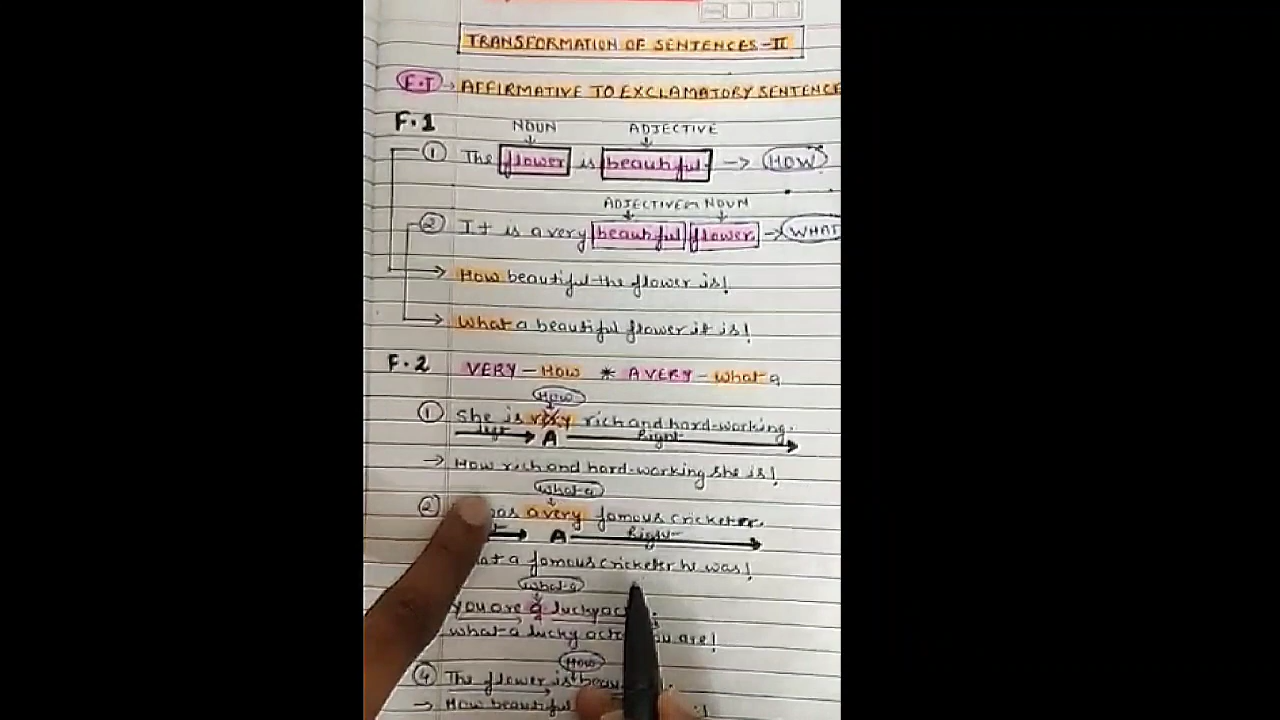 TRANSFORMATION OF SENTENCES-II
F.I → AFFIRMATIVE TO EXCLAMATORY SENTENCE
F.1
NOUN ADJECTIVE
① The flower is beautiful. → HOW
ADJECTIVE NOUN
② It is a very beautiful flower. → WHAT
How beautiful the flower is!
What a beautiful flower it is!
F.2 VERY - HOW * A VERY - what a
How
① She is very rich and hard-working.
left A Right
→ How rich and hard-working she is!
what a
② was a very famous cricketer.
A Right
a famous cricketer he was!
what a
you are a lucky
what a lucky are!
How
④ The flower is
→ How beautiful